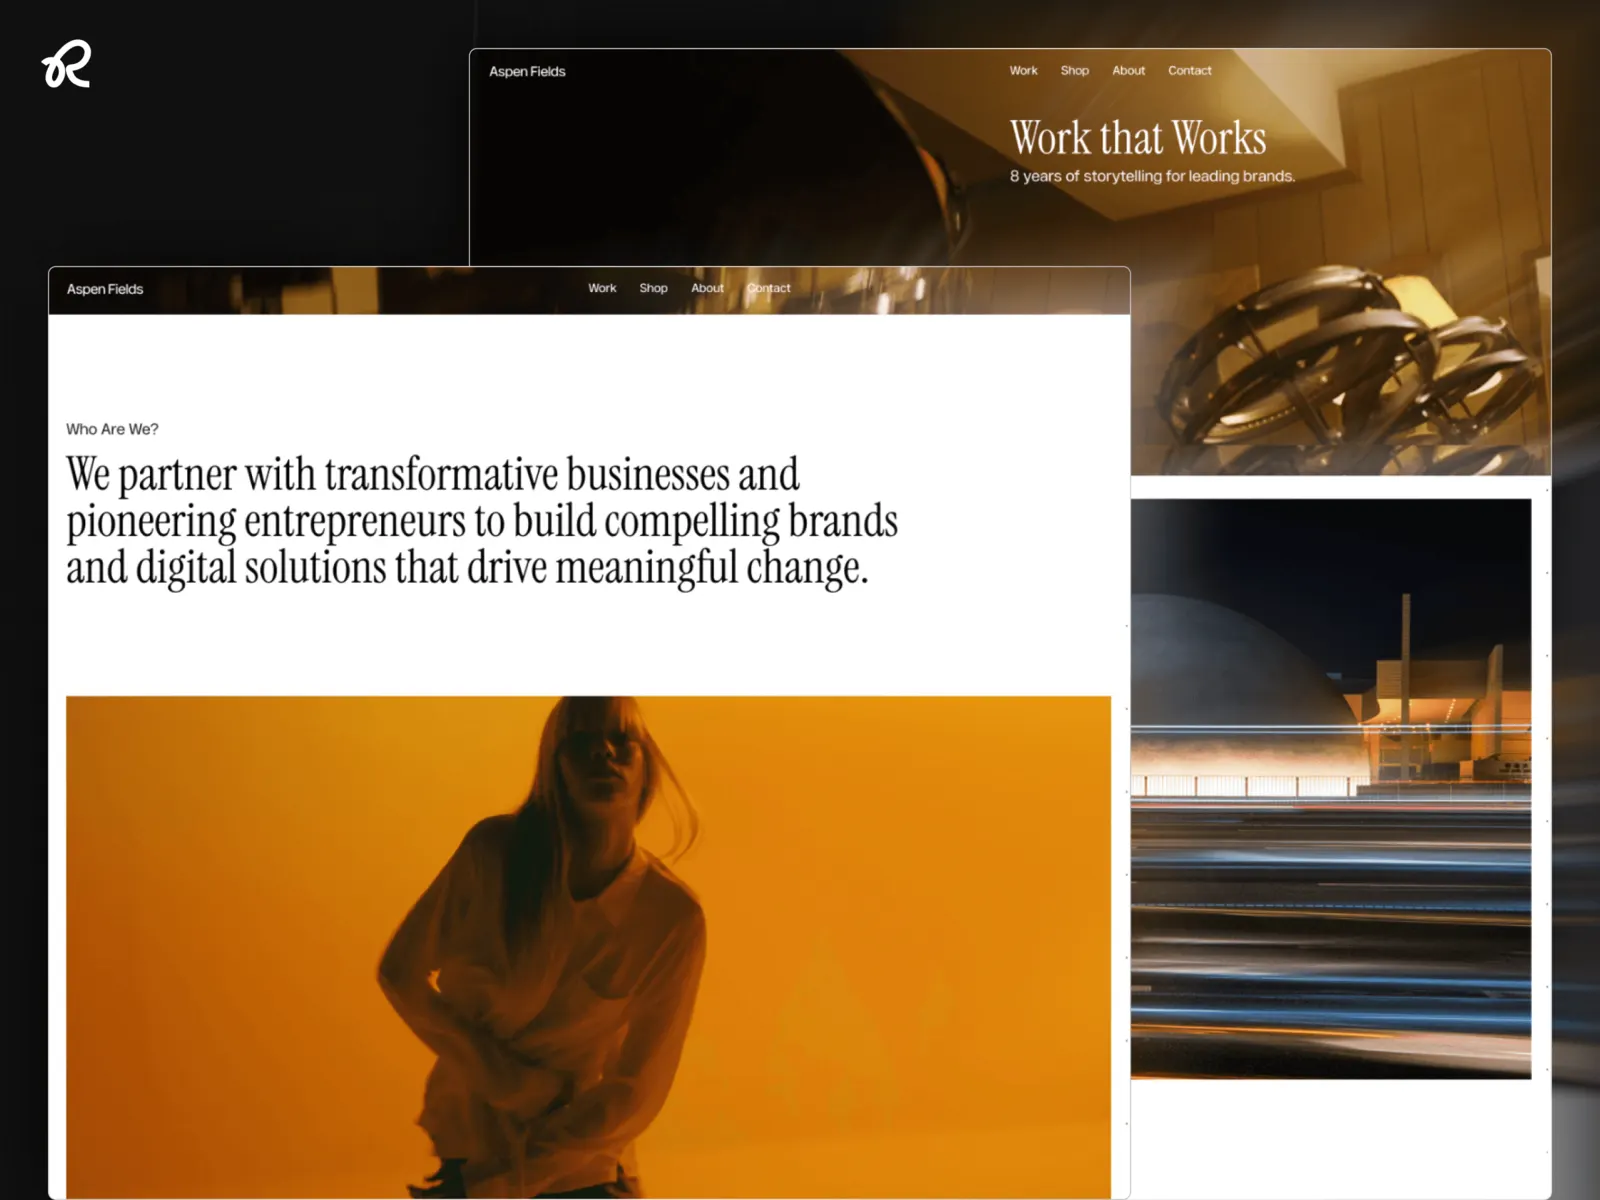 Aspen Fields
Work Shop About Contact
Work that Works
8 years of storytelling for leading brands.
Aspen Fields
Work Shop About Contact
Who Are We?
We partner with transformative businesses and
pioneering entrepreneurs to build compelling brands
and digital solutions that drive meaningful change.